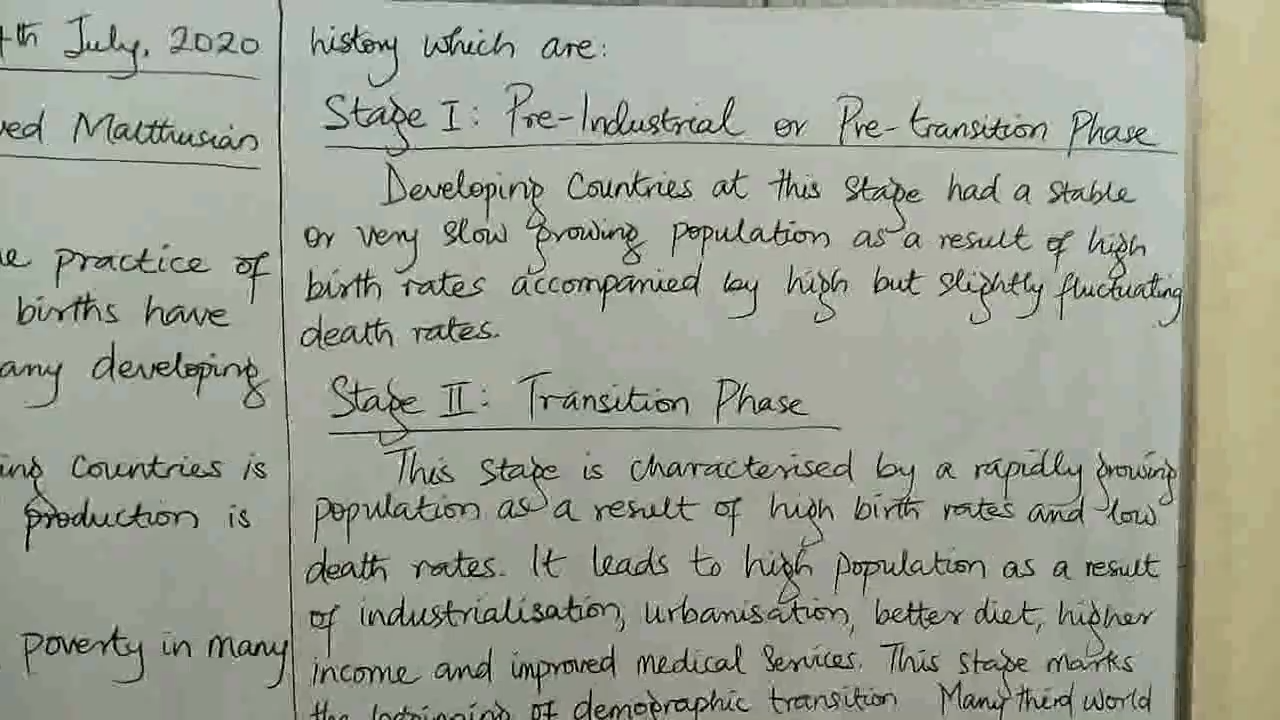 4th July, 2020
Malthusian
practice of
births have
any developing
Countries is
production is
poverty in many
history which are:
Stage I: Pre-Industrial or Pre-transition Phase
Developing Countries at this stage had a stable
or very slow growing population as a result of high
birth rates accompanied by high but slightly fluctuating
death rates.
Stage II: Transition Phase
This stage is characterised by a rapidly growing
population as a result of high birth rates and low
death rates. It leads to high population as a result
of industrialisation, urbanisation, better diet, higher
income and improved medical services. This stage marks
the beginning of demographic transition Many third world